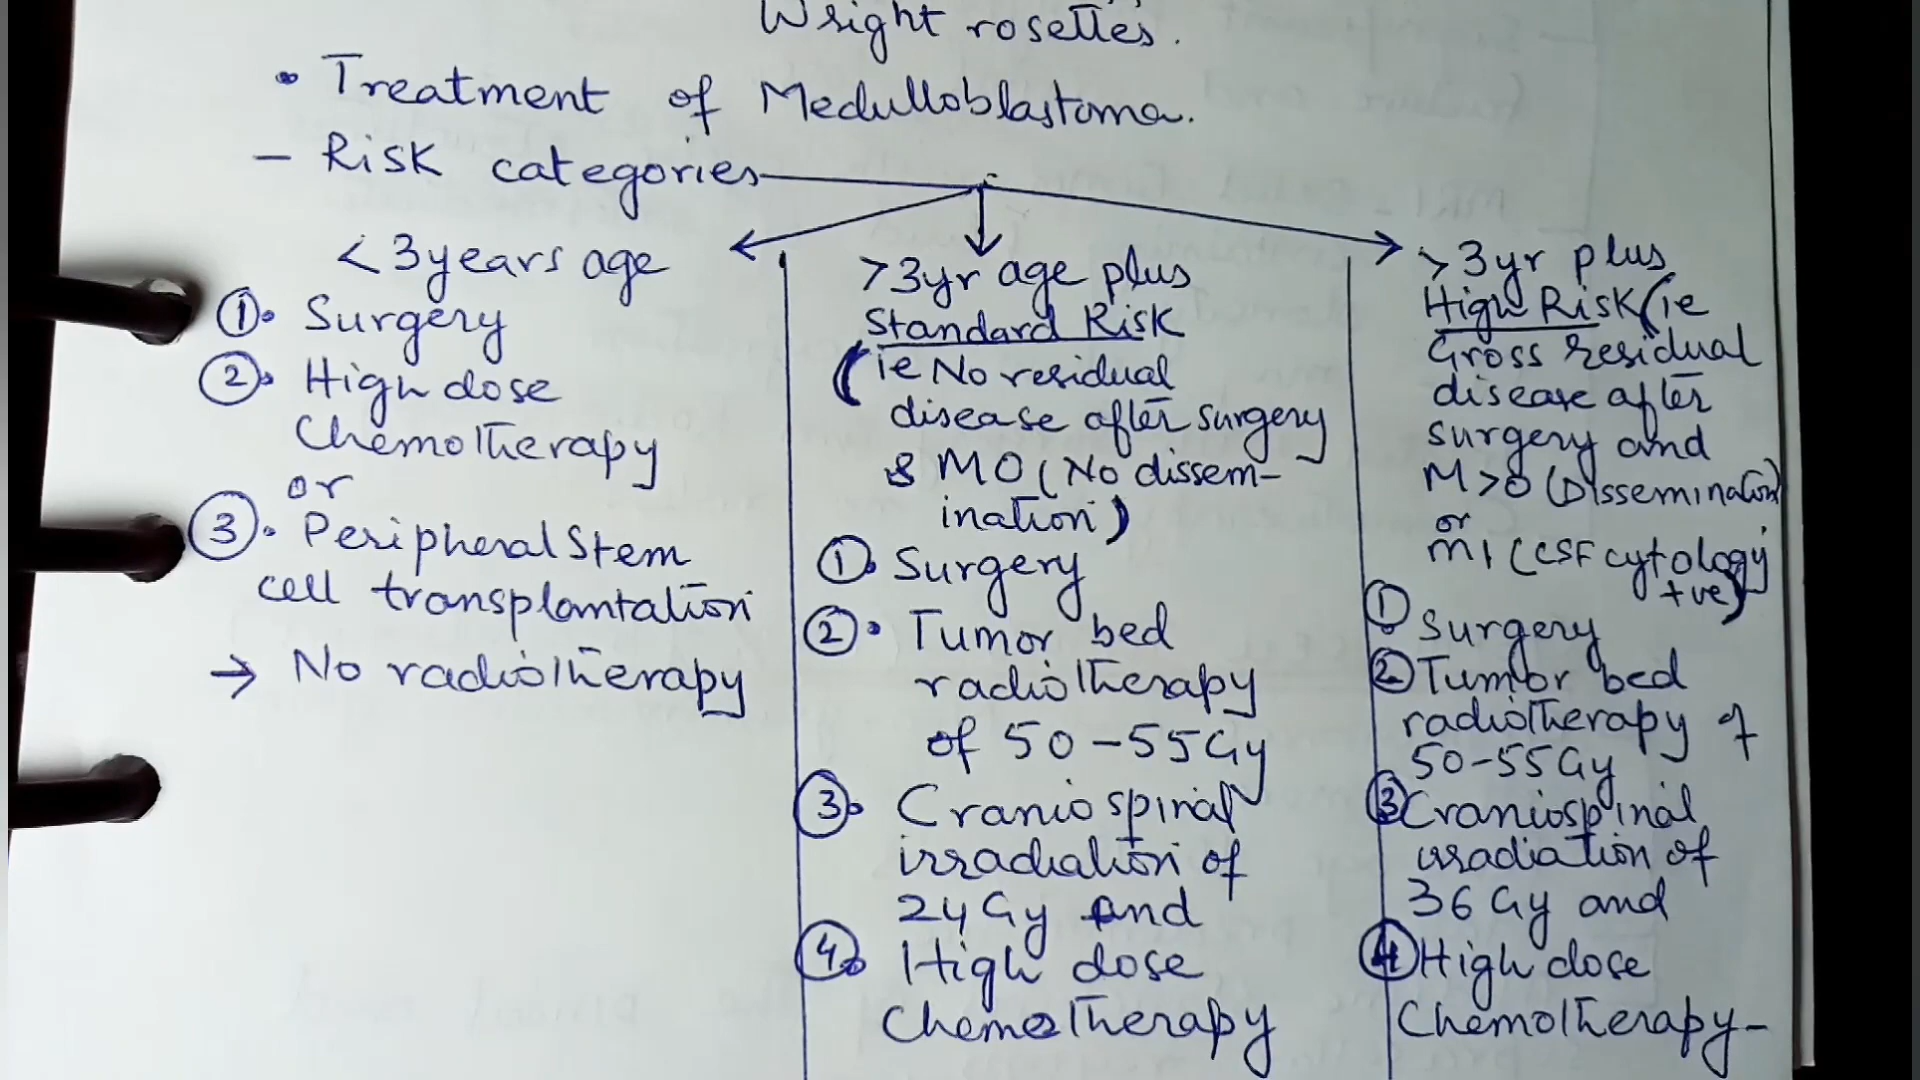 Wright rosettes.
• Treatment of Medulloblastoma.
– Risk categories
< 3 years age
①• Surgery
②• High dose
Chemotherapy
or
③• Peripheral Stem
cell transplantation
→ No radiotherapy
>3yr age plus
Standard Risk
(ie No residual
disease after surgery
& M0 (No dissem-
ination)
①• Surgery
②• Tumor bed
radiotherapy
of 50-55Gy
③• Craniospinal
irradiation of
24 Gy and
④• High dose
Chemotherapy
>3yr plus
High Risk (ie
Gross residual
disease after
surgery and
M>0 (Dissemination)
or
M1 (CSF cytology
+ve)
① Surgery
② Tumor bed
radiotherapy of
50-55Gy
③ Craniospinal
irradiation of
36 Gy and
④ High dose
Chemotherapy-